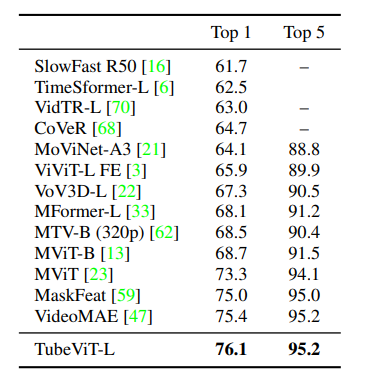 Top 1 Top 5
SlowFast R50 [16] 61.7 –
TimeSformer-L [6] 62.5
VidTR-L [70] 63.0 –
CoVeR [68] 64.7 –
MoViNet-A3 [21] 64.1 88.8
ViViT-L FE [3] 65.9 89.9
VoV3D-L [22] 67.3 90.5
MFormer-L [33] 68.1 91.2
MTV-B (320p) [62] 68.5 90.4
MViT-B [13] 68.7 91.5
MViT [23] 73.3 94.1
MaskFeat [59] 75.0 95.0
VideoMAE [47] 75.4 95.2
TubeViT-L 76.1 95.2